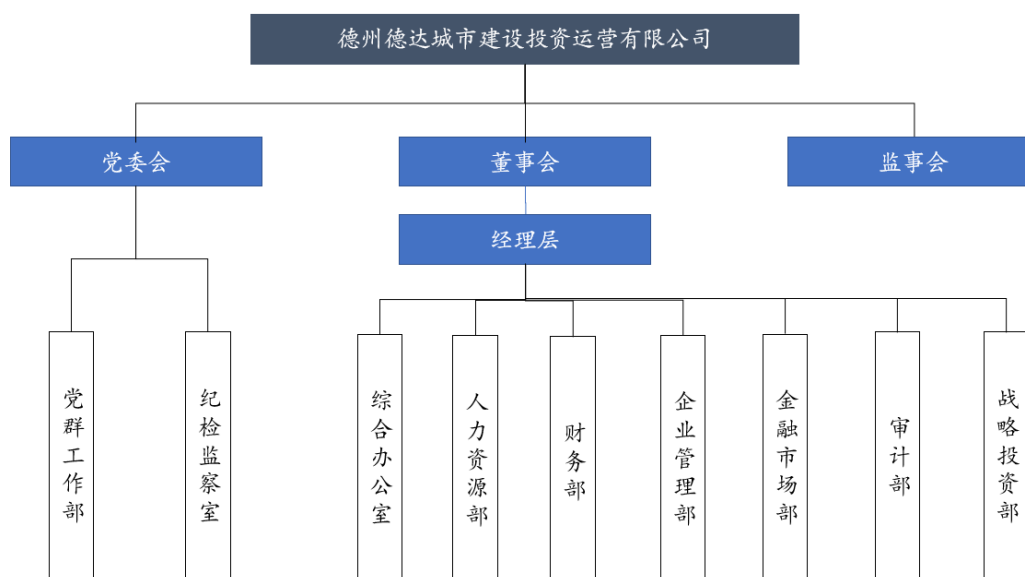 德州德达城市建设投资运营有限公司
党委会
董事会
监事会
经理层
党群工作部
纪检监察室
综合办公室
人力资源部
财务部
企业管理部
金融市场部
审计部
战略投资部